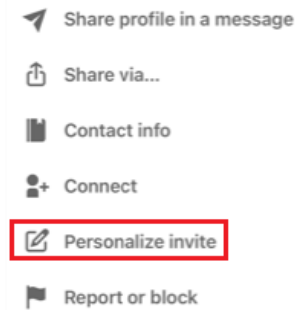 Share profile in a message
Share via...
Contact info
Connect
Personalize invite
Report or block